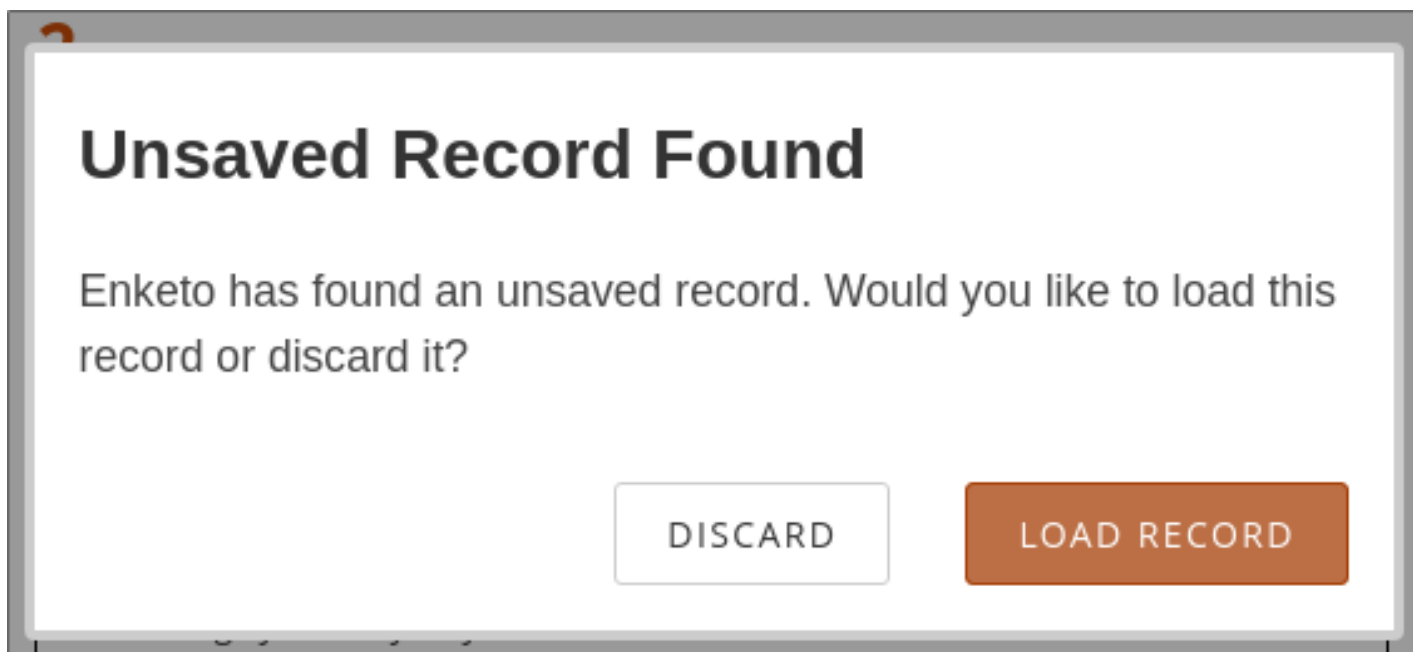 Unsaved Record Found
Enketo has found an unsaved record. Would you like to load this
record or discard it?
DISCARD
LOAD RECORD